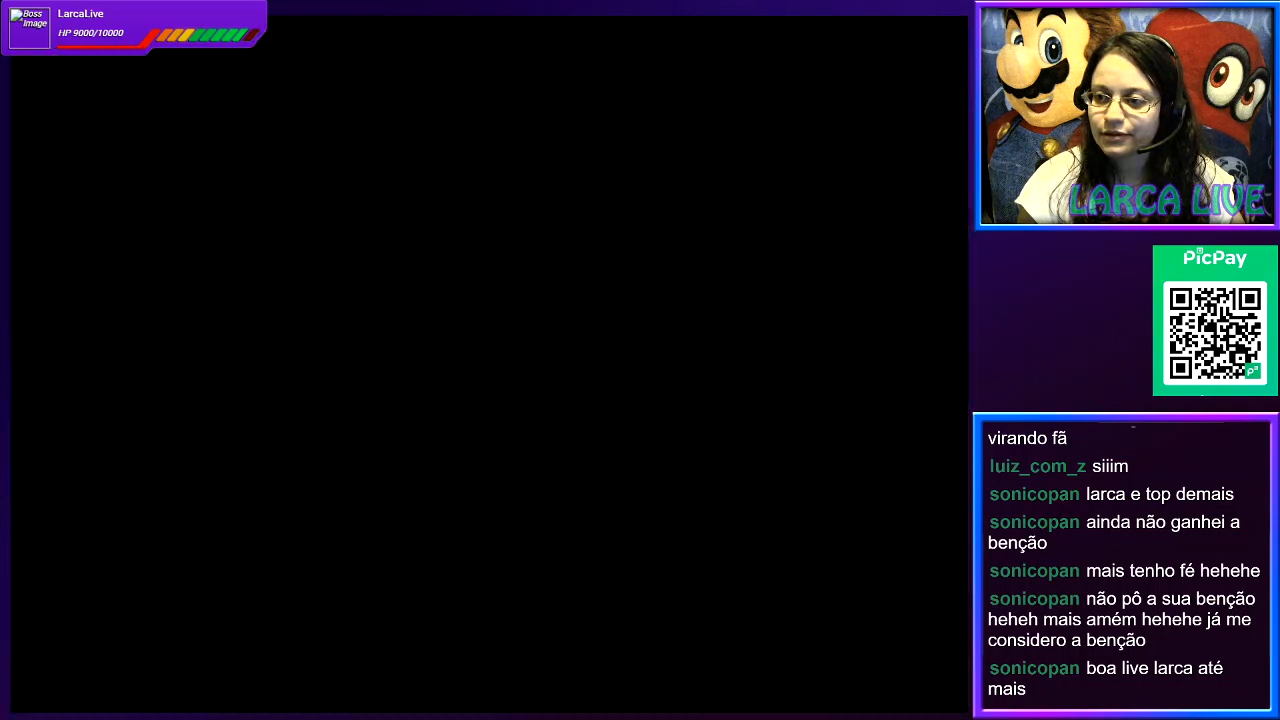 Boss
Image
LarcaLive
HP 9000/10000
LARCA LIVE
PicPay
virando fã
luiz_com_z siiim
sonicopan larca e top demais
sonicopan ainda não ganhei a
benção
sonicopan mais tenho fé hehehe
sonicopan não pô a sua benção
heheh mais amém hehehe já me
considero a benção
sonicopan boa live larca até
mais